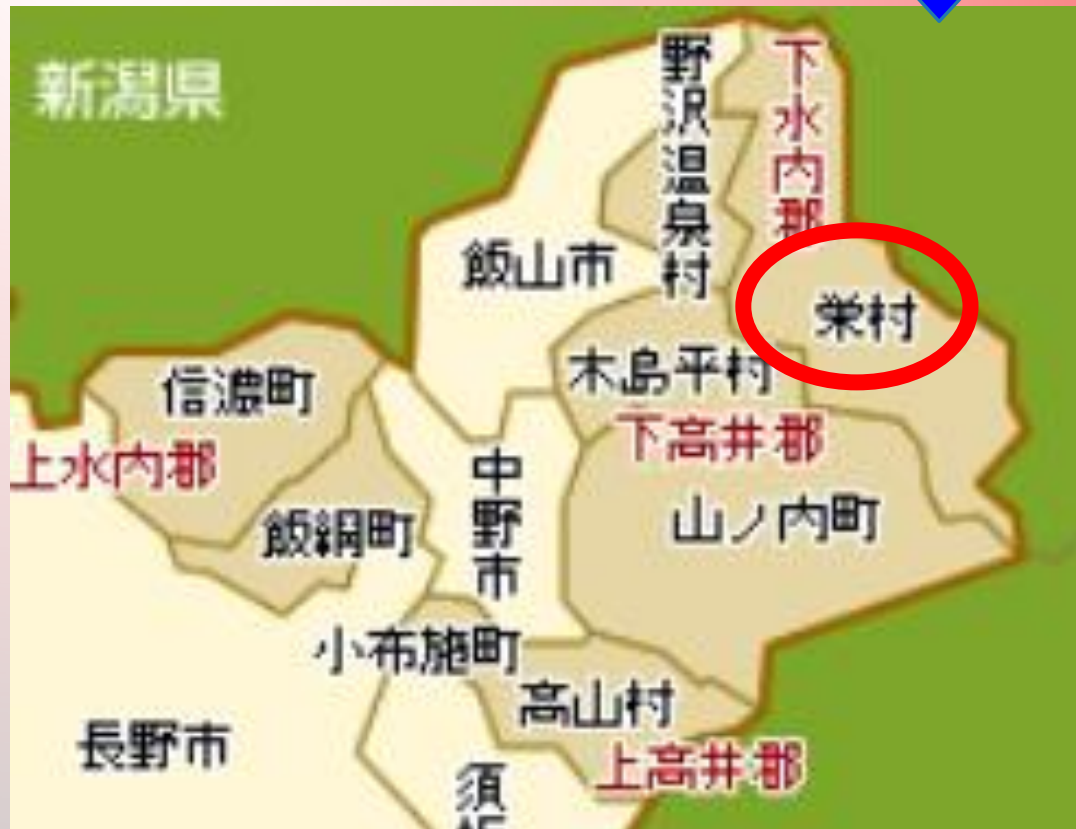 新潟県
野沢温泉村
下水内郡
飯山市
栄村
信濃町
木島平村
上水内郡
下高井郡
中野市
飯綱町
山ノ内町
小布施町
高山村
長野市
上高井郡
須